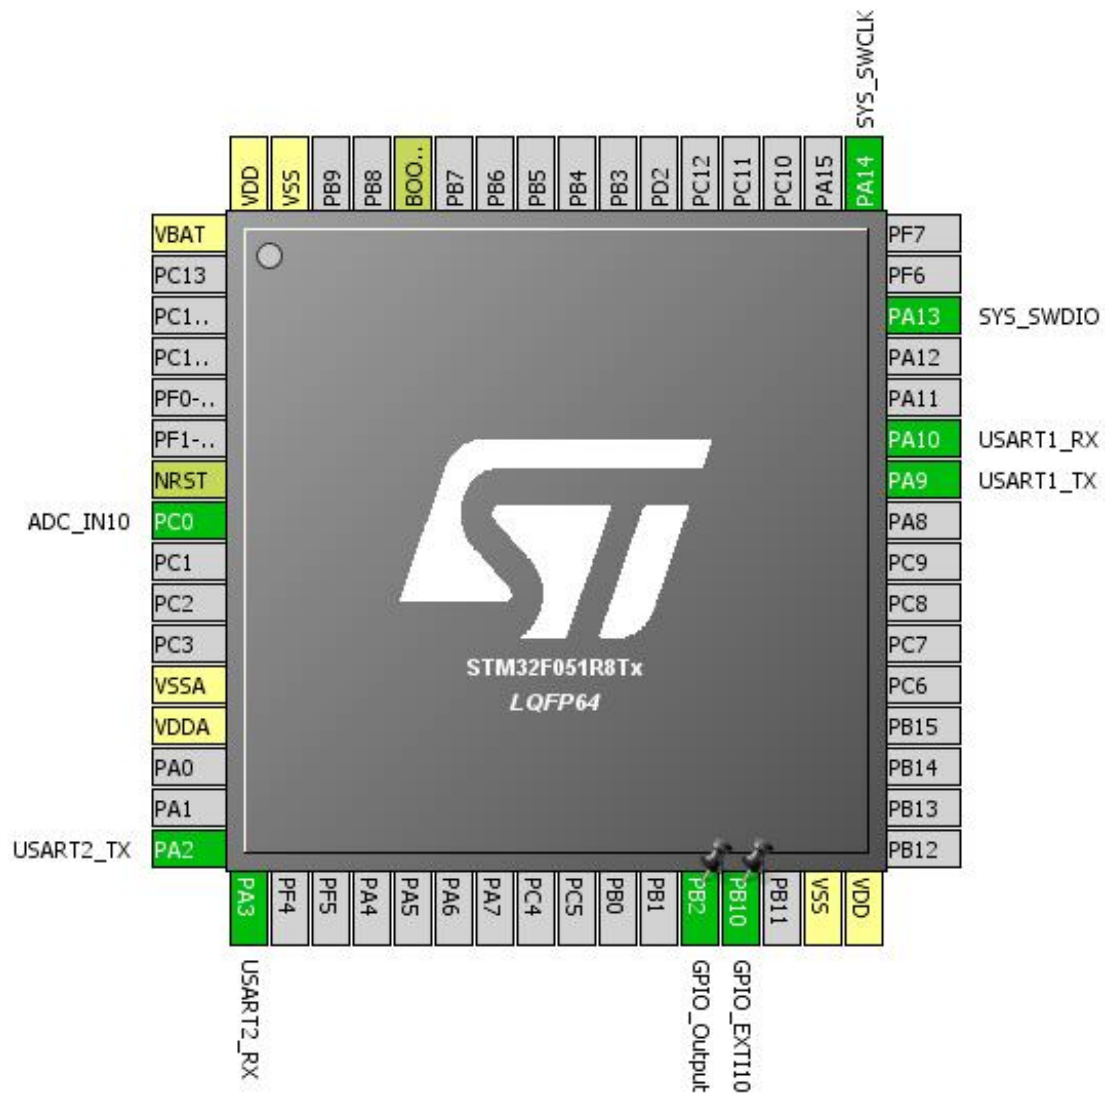 SYS_SWCLK
VDD
VSS
PB9
PB8
BOO..
PB7
PB6
PB5
PB4
PB3
PD2
PC12
PC11
PC10
PA15
PA14
VBAT
PC13
PC1..
PC1..
PF0-..
PF1-..
NRST
ADC_IN10 PC0
PC1
PC2
PC3
VSSA
VDDA
PA0
PA1
USART2_TX PA2
PF7
PF6
PA13 SYS_SWDIO
PA12
PA11
PA10 USART1_RX
PA9 USART1_TX
PA8
PC9
PC8
PC7
PC6
PB15
PB14
PB13
PB12
ST
STM32F051R8Tx
LQFP64
PA3
PF4
PF5
PA4
PA5
PA6
PA7
PC4
PC5
PB0
PB1
PB2
PB10
PB11
VSS
VDD
USART2_RX
GPIO_Output
GPIO_EXTI10